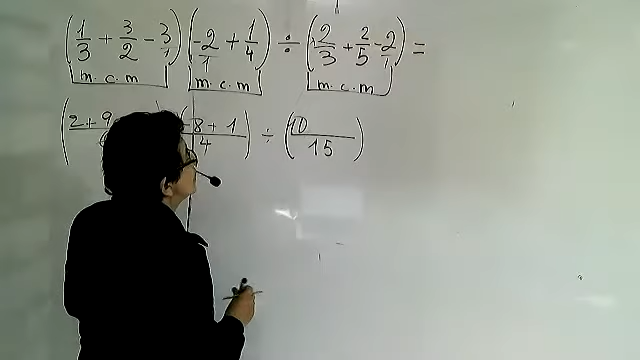 (1/3 + 3/2 - 3/1) (-2/1 + 1/4) ÷ (2/3 + 2/5 - 2/1) =
m.c.m m.c.m m.c.m
(2+9 (-8+1/4) ÷ (10/15)